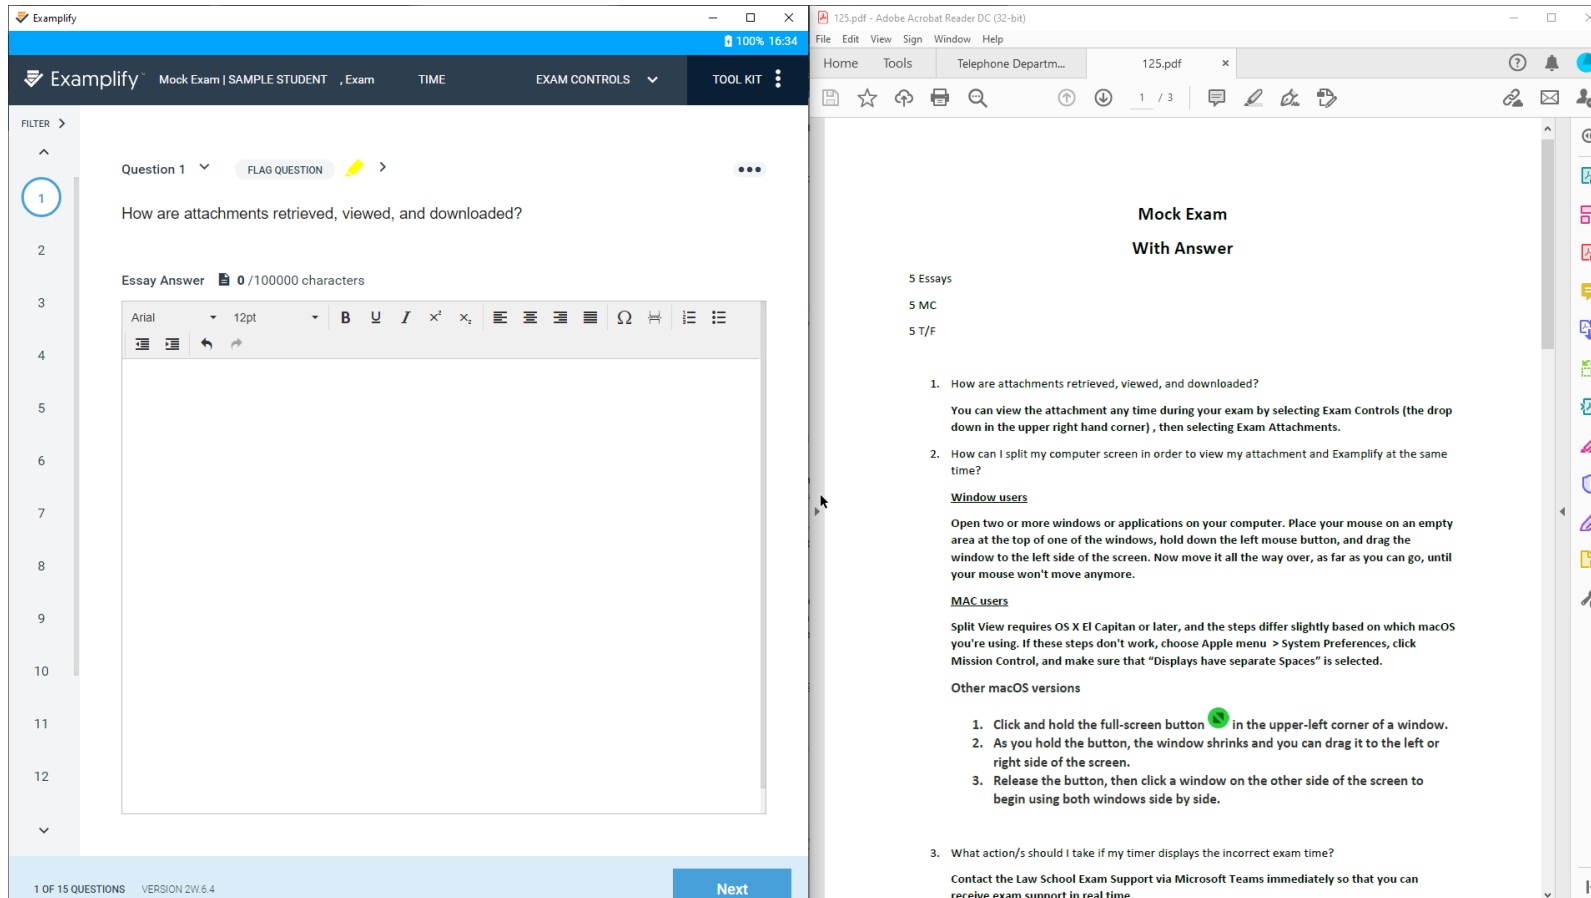 Examplify
100% 16:34
Examplify
Mock Exam | SAMPLE STUDENT , Exam
TIME
EXAM CONTROLS
TOOL KIT
FILTER
1
2
3
4
5
6
7
8
9
10
11
12
Question 1
FLAG QUESTION
How are attachments retrieved, viewed, and downloaded?
Essay Answer 0 /100000 characters
Arial
12pt
B U I x² x₂
Ω
1 OF 15 QUESTIONS
VERSION 2W.6.4
Next
125.pdf - Adobe Acrobat Reader DC (32-bit)
File Edit View Sign Window Help
Home
Tools
Telephone Departm...
125.pdf
1 / 3
Mock Exam
With Answer
5 Essays
5 MC
5 T/F
1. How are attachments retrieved, viewed, and downloaded?
You can view the attachment any time during your exam by selecting Exam Controls (the drop
down in the upper right hand corner) , then selecting Exam Attachments.
2. How can I split my computer screen in order to view my attachment and Examplify at the same
time?
Window users
Open two or more windows or applications on your computer. Place your mouse on an empty
area at the top of one of the windows, hold down the left mouse button, and drag the
window to the left side of the screen. Now move it all the way over, as far as you can go, until
your mouse won't move anymore.
MAC users
Split View requires OS X El Capitan or later, and the steps differ slightly based on which macOS
you're using. If these steps don't work, choose Apple menu > System Preferences, click
Mission Control, and make sure that “Displays have separate Spaces” is selected.
Other macOS versions
1. Click and hold the full-screen button in the upper-left corner of a window.
2. As you hold the button, the window shrinks and you can drag it to the left or
right side of the screen.
3. Release the button, then click a window on the other side of the screen to
begin using both windows side by side.
3. What action/s should I take if my timer displays the incorrect exam time?
Contact the Law School Exam Support via Microsoft Teams immediately so that you can
receive exam support in real time